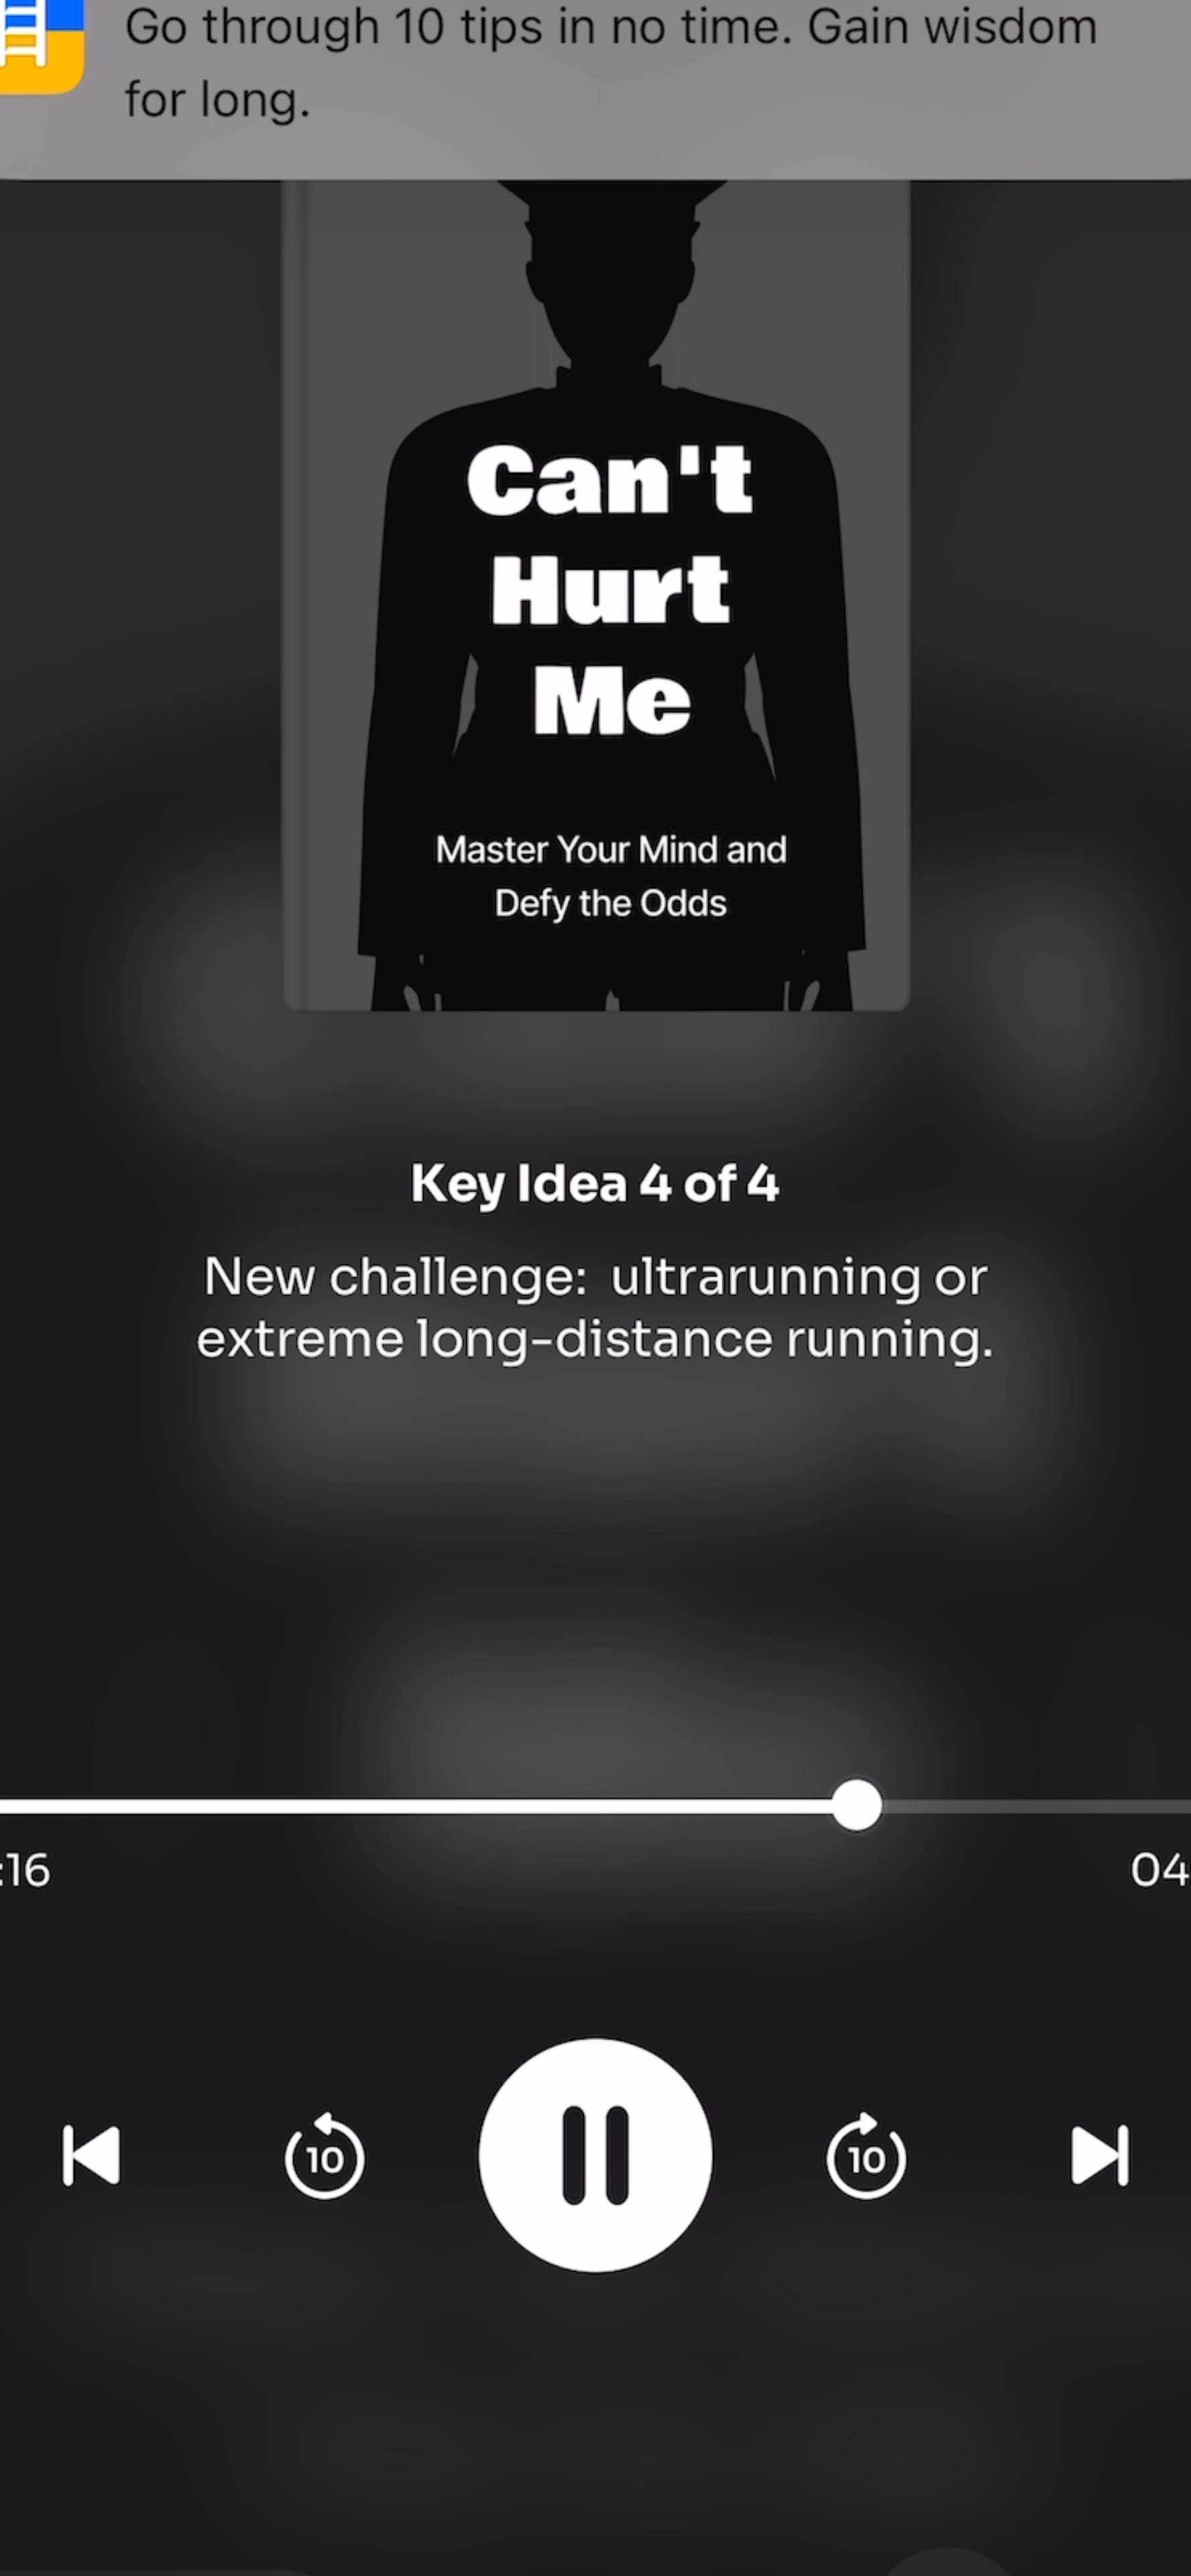 Go through 10 tips in no time. Gain wisdom
for long.
Can't
Hurt
Me
Master Your Mind and
Defy the Odds
Key Idea 4 of 4
New challenge:  ultrarunning or
extreme long-distance running.
:16
04
10
10